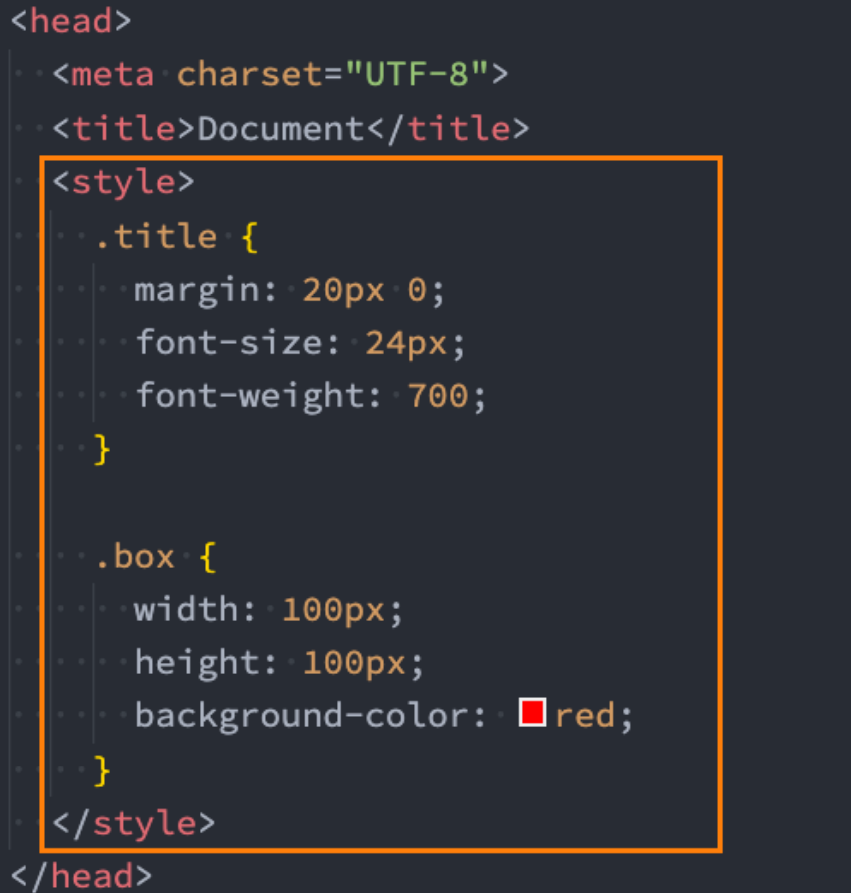 <head>
<meta charset="UTF-8">
<title>Document</title>
<style>
.title {
margin: 20px 0;
font-size: 24px;
font-weight: 700;
}
.box {
width: 100px;
height: 100px;
background-color: red;
}
</style>
</head>